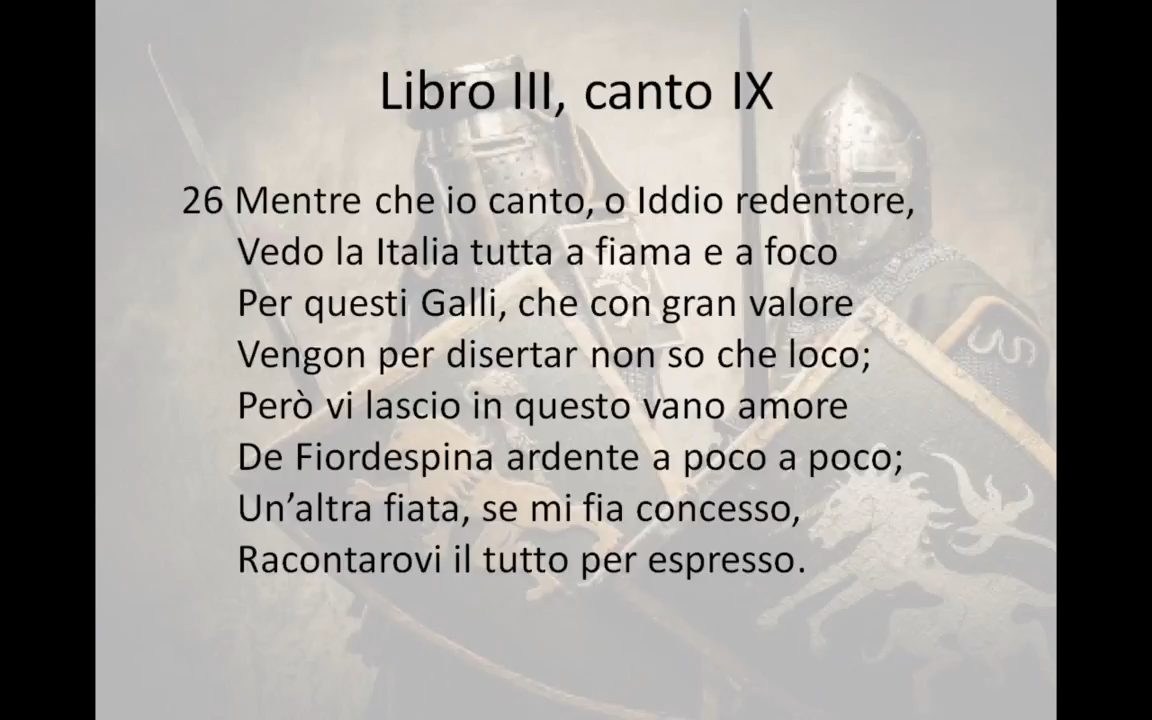 Libro III, canto IX
26 Mentre che io canto, o Iddio redentore,
Vedo la Italia tutta a fiama e a foco
Per questi Galli, che con gran valore
Vengon per disertar non so che loco;
Però vi lascio in questo vano amore
De Fiordespina ardente a poco a poco;
Un’altra fiata, se mi fia concesso,
Racontarovi il tutto per espresso.